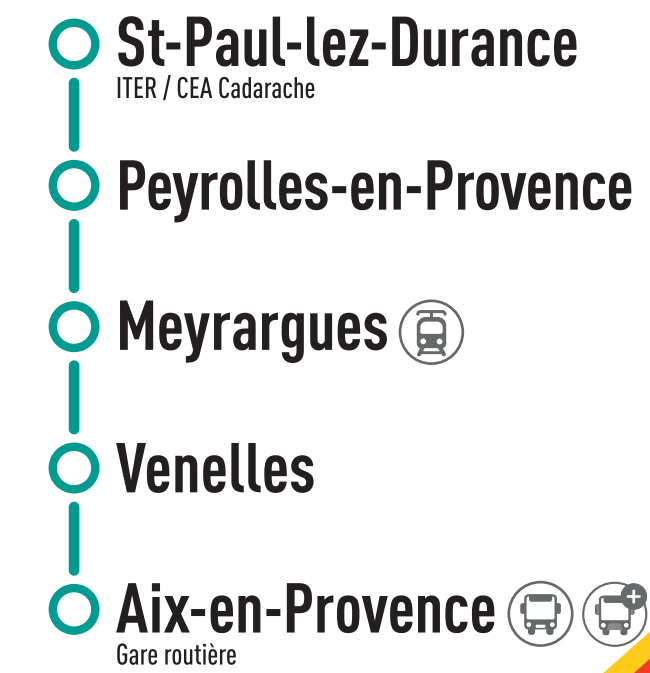 St-Paul-lez-Durance
ITER / CEA Cadarache
Peyrolles-en-Provence
Meyrargues
Venelles
Aix-en-Provence
Gare routière